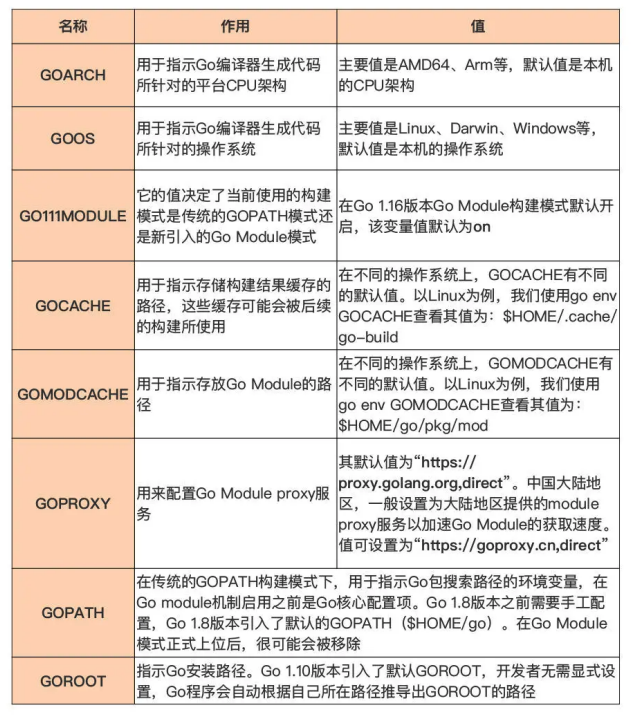 名称 作用 值
GOARCH
用于指示Go编译器生成代码
所针对的平台CPU架构
主要值是AMD64、Arm等，默认值是本机
的CPU架构
GOOS
用于指示Go编译器生成代码
所针对的操作系统
主要值是Linux、Darwin、Windows等，
默认值是本机的操作系统
GO111MODULE
它的值决定了当前使用的构建
模式是传统的GOPATH模式还
是新引入的Go Module模式
在Go 1.16版本Go Module构建模式默认开
启，该变量值默认为on
GOCACHE
用于指示存储构建结果缓存的
路径，这些缓存可能会被后续
的构建所使用
在不同的操作系统上，GOCACHE有不同
的默认值。以Linux为例，我们使用go env
GOCACHE查看其值为：$HOME/.cache/
go-build
GOMODCACHE
用于指示存放Go Module的路
径
在不同的操作系统上，GOMODCACHE有
不同的默认值。以Linux为例，我们使用
go env GOMODCACHE查看其值为：
$HOME/go/pkg/mod
GOPROXY
用来配置Go Module proxy服
务
其默认值为“https://
proxy.golang.org,direct”。中国大陆地
区，一般设置为大陆地区提供的module
proxy服务以加速Go Module的获取速度。
值可设置为“https://goproxy.cn,direct”
GOPATH
在传统的GOPATH构建模式下，用于指示Go包搜索路径的环境变量，在
Go module机制启用之前是Go核心配置项。Go 1.8版本之前需要手工配
置，Go 1.8版本引入了默认的GOPATH（$HOME/go）。在Go Module
模式正式上位后，很可能会被移除
GOROOT
指示Go安装路径。Go 1.10版本引入了默认GOROOT，开发者无需显式设
置，Go程序会自动根据自己所在路径推导出GOROOT的路径